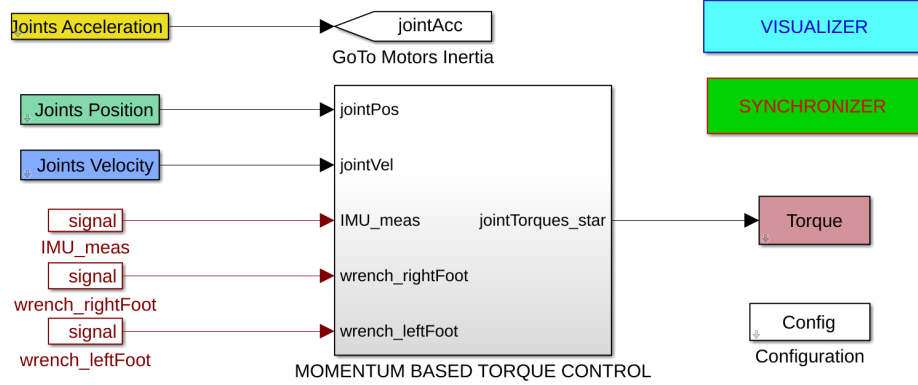 Joints Acceleration
jointAcc
GoTo Motors Inertia
VISUALIZER
SYNCHRONIZER
Joints Position
jointPos
Joints Velocity
jointVel
signal
IMU_meas
IMU_meas
jointTorques_star
Torque
signal
wrench_rightFoot
wrench_rightFoot
signal
wrench_leftFoot
wrench_leftFoot
Config
Configuration
MOMENTUM BASED TORQUE CONTROL